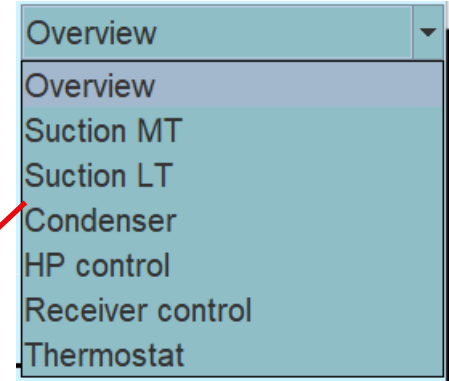 Overview
Overview
Suction MT
Suction LT
Condenser
HP control
Receiver control
Thermostat